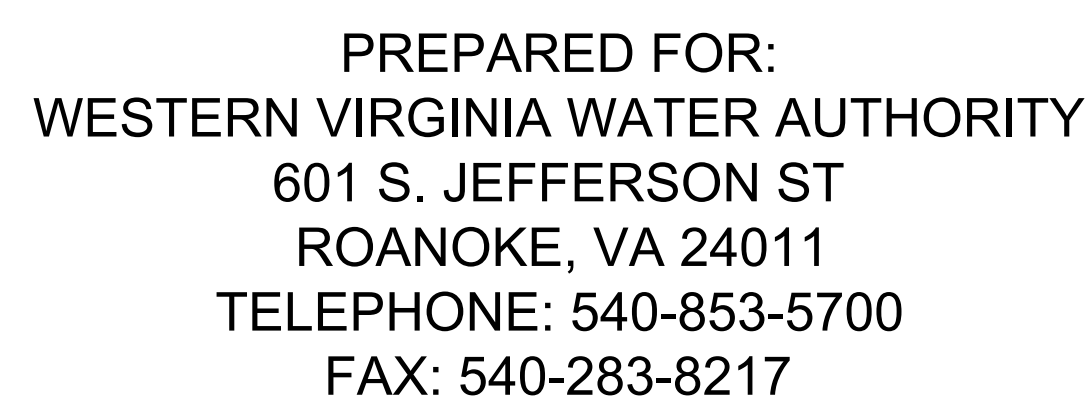 PREPARED FOR:
WESTERN VIRGINIA WATER AUTHORITY
601 S. JEFFERSON ST
ROANOKE, VA 24011
TELEPHONE: 540-853-5700
FAX: 540-283-8217